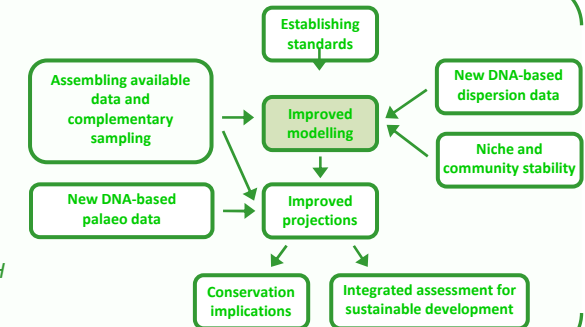 Establishing
standards
Assembling available
data and
complementary
sampling
New DNA-based
dispersion data
Improved
modelling
Niche and
community stability
New DNA-based
palaeo data
Improved
projections
Conservation
implications
Integrated assessment for
sustainable development